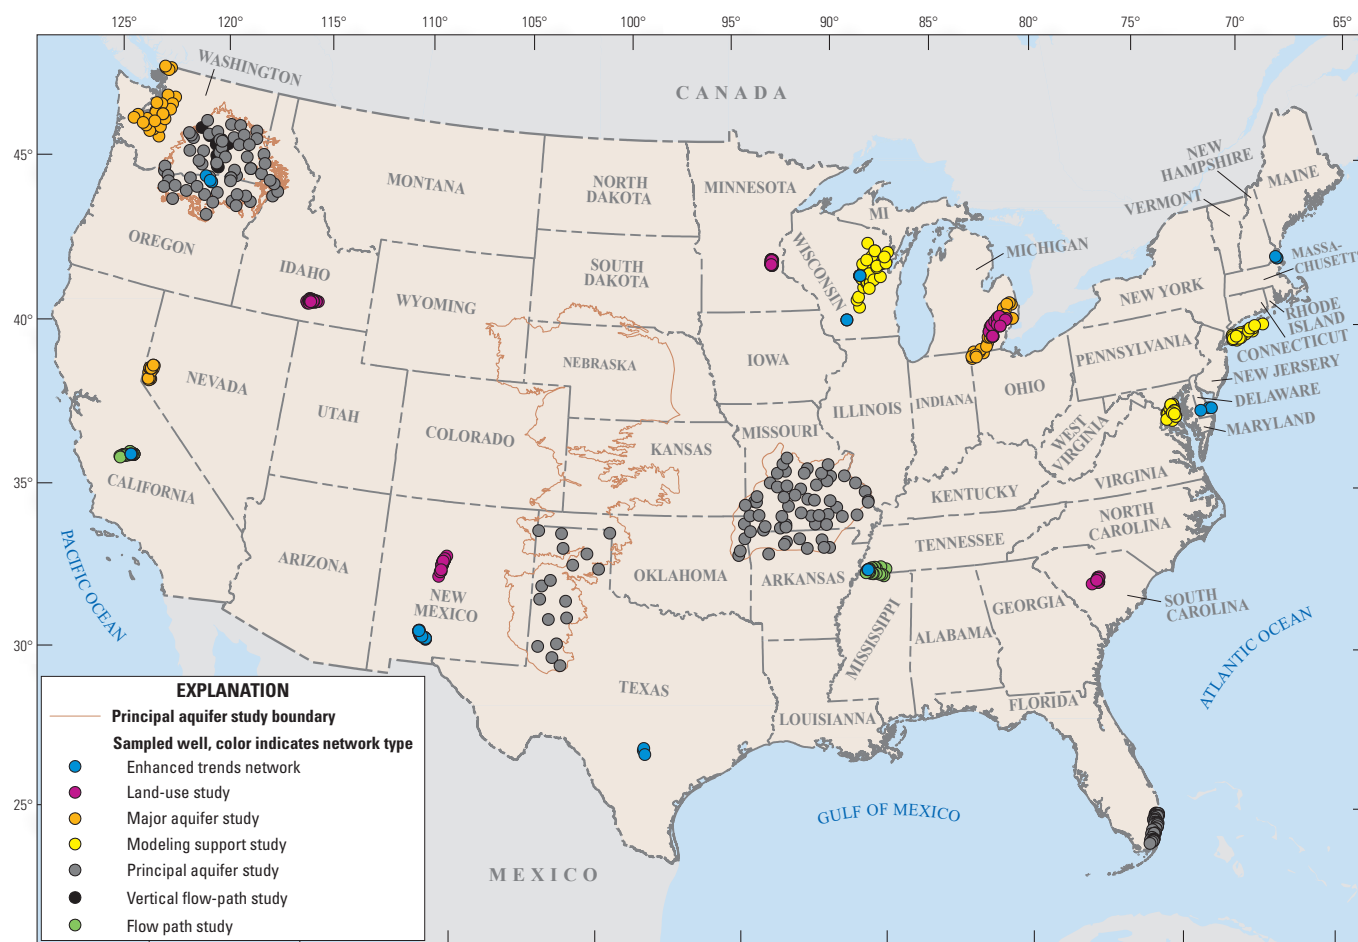 125° 120° 115° 110° 105° 100° 95° 90° 85° 80° 75° 70° 65°
45°
40°
35°
30°
25°
CANADA
WASHINGTON
MONTANA
NORTH
DAKOTA
MINNESOTA
MI
WISCONSIN
MICHIGAN
NEW
HAMPSHIRE
VERMONT
MAINE
MASSA-
CHUSETTS
OREGON
IDAHO
WYOMING
SOUTH
DAKOTA
NEW YORK
RHODE
ISLAND
CONNECTICUT
NEW JERSERY
DELAWARE
MARYLAND
NEVADA
UTAH
COLORADO
NEBRASKA
IOWA
ILLINOIS
INDIANA
OHIO
PENNSYLVANIA
WEST
VIRGINIA
VIRGINIA
CALIFORNIA
ARIZONA
NEW
MEXICO
KANSAS
MISSOURI
KENTUCKY
TENNESSEE
NORTH
CAROLINA
SOUTH
CAROLINA
OKLAHOMA
ARKANSAS
MISSISSIPPI
ALABAMA
GEORGIA
TEXAS
LOUISIANNA
FLORIDA
PACIFIC OCEAN
ATLANTIC OCEAN
GULF OF MEXICO
MEXICO
EXPLANATION
Principal aquifer study boundary
Sampled well, color indicates network type
Enhanced trends network
Land-use study
Major aquifer study
Modeling support study
Principal aquifer study
Vertical flow-path study
Flow path study